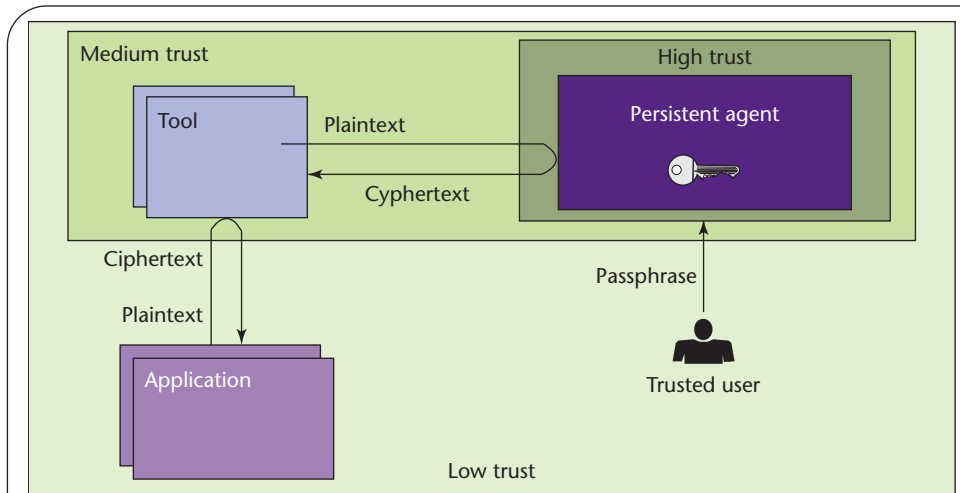 Medium trust
High trust
Tool
Plaintext
Persistent agent
Cyphertext
Ciphertext
Passphrase
Plaintext
Application
Trusted user
Low trust